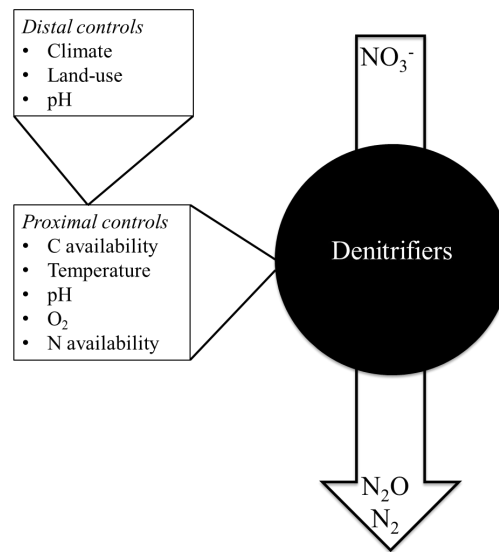 Distal controls
• Climate
• Land-use
• pH
Proximal controls
• C availability
• Temperature
• pH
• O₂
• N availability
NO₃⁻
Denitrifiers
N₂O
N₂